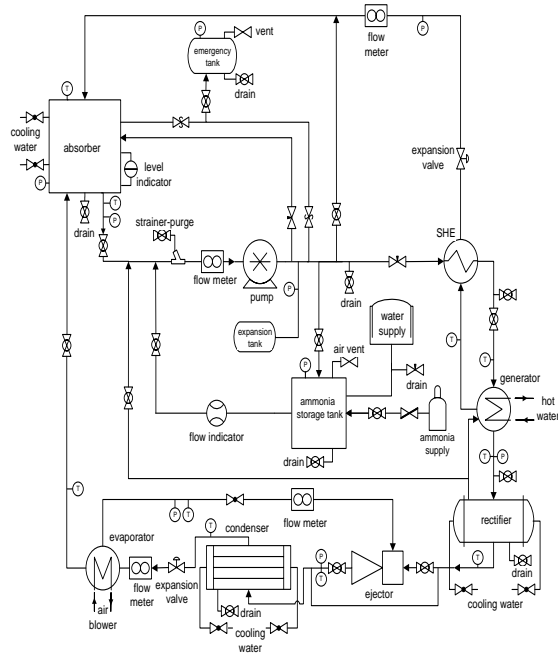 P
vent
P
emergency
tank
flow
meter
drain
T
cooling
water
absorber
expansion
valve
level
indicator
P
T
P
drain
strainer-purge
SHE
flow meter
pump
P
drain
expansion
tank
water
supply
T
T
P
air vent
drain
generator
ammonia
storage tank
hot
water
flow indicator
ammonia
supply
T
P
drain
T
P
T
flow meter
rectifier
evaporator
T
condenser
P
T
T
drain
flow
meter
expansion
valve
drain
ejector
cooling water
air
blower
cooling
water